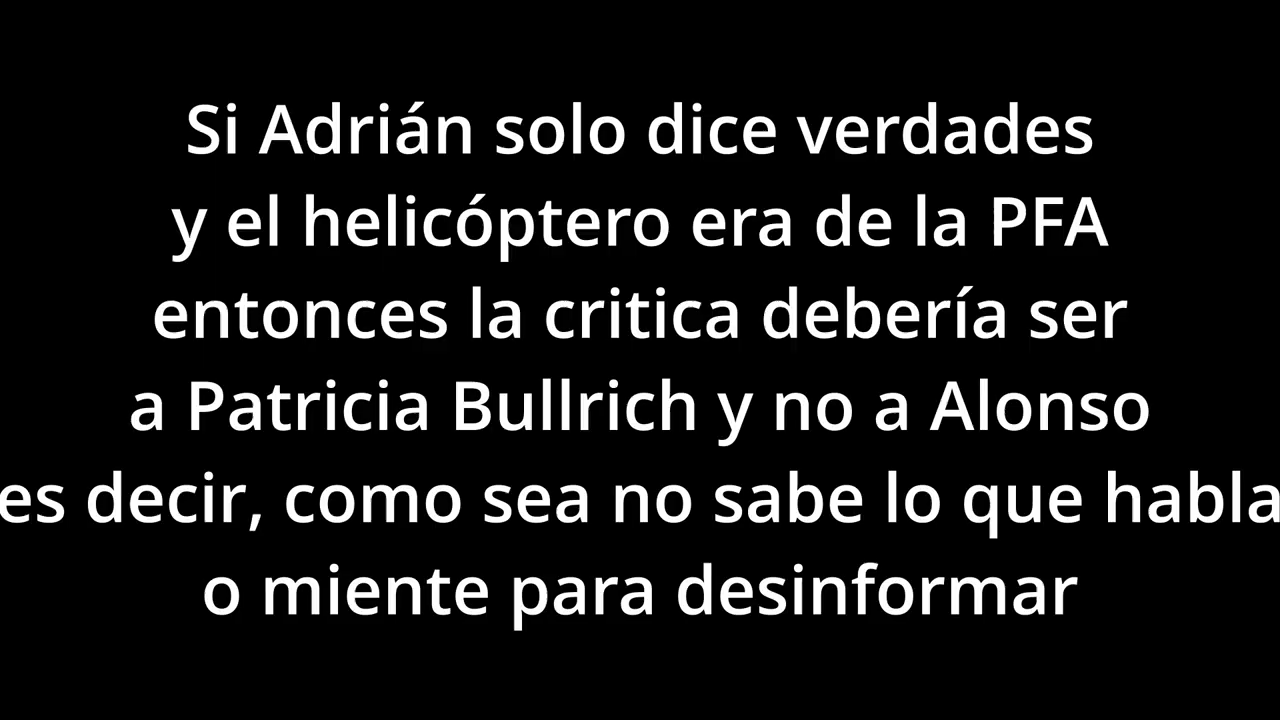 Si Adrián solo dice verdades
y el helicóptero era de la PFA
entonces la critica debería ser
a Patricia Bullrich y no a Alonso
es decir, como sea no sabe lo que habla
o miente para desinformar